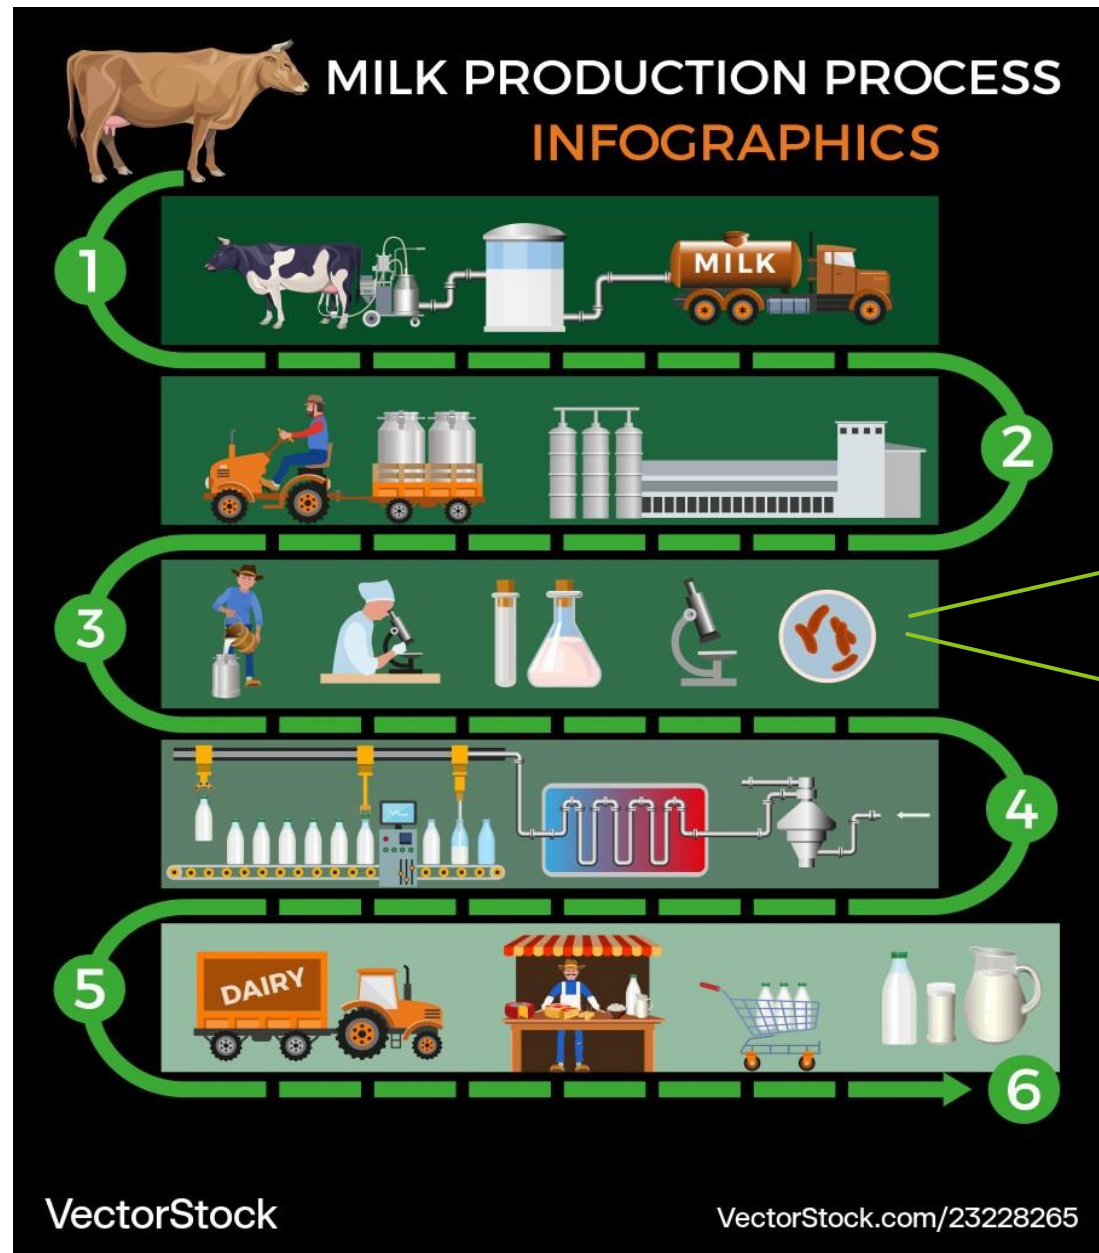 MILK PRODUCTION PROCESS
INFOGRAPHICS
1
MILK
2
3
4
5
DAIRY
6
VectorStock
VectorStock.com/23228265